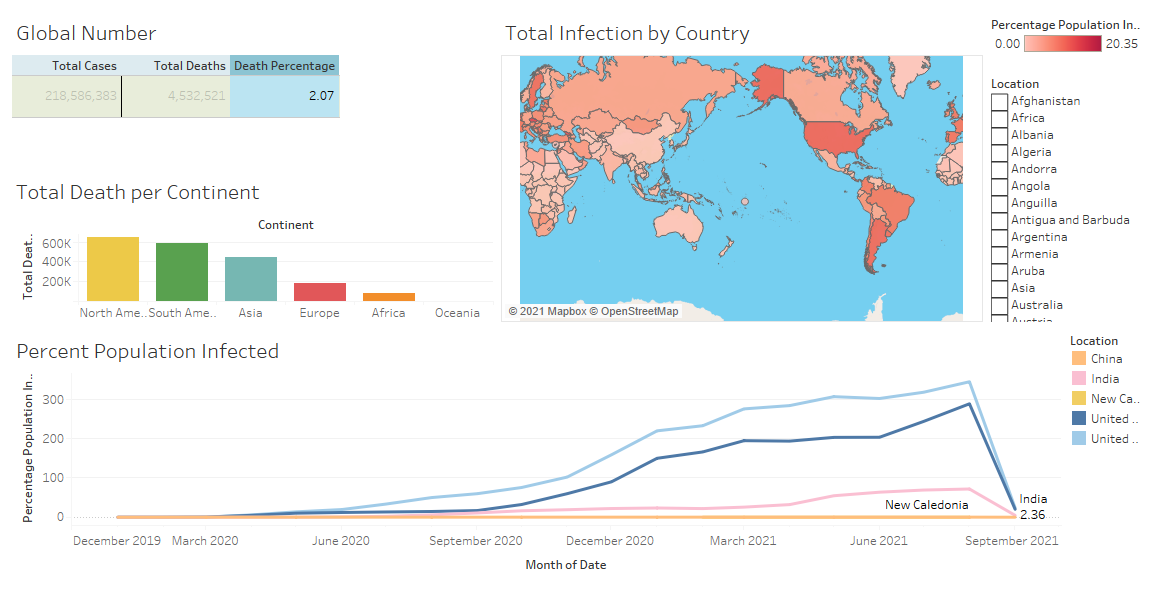 Global Number
Total Cases Total Deaths Death Percentage
218,586,383 4,532,521 2.07
Total Infection by Country
© 2021 Mapbox © OpenStreetMap
Percentage Population In..
0.00 20.35
Location
Afghanistan
Africa
Albania
Algeria
Andorra
Angola
Anguilla
Antigua and Barbuda
Argentina
Armenia
Aruba
Asia
Australia
Austria
Total Death per Continent
Continent
Total Deat..
600K
400K
200K
North Ame.. South Ame.. Asia Europe Africa Oceania
Percent Population Infected
Percentage Population In..
300
200
100
0
New Caledonia
India
2.36
December 2019 March 2020 June 2020 September 2020 December 2020 March 2021 June 2021 September 2021
Month of Date
Location
China
India
New Ca..
United ..
United ..